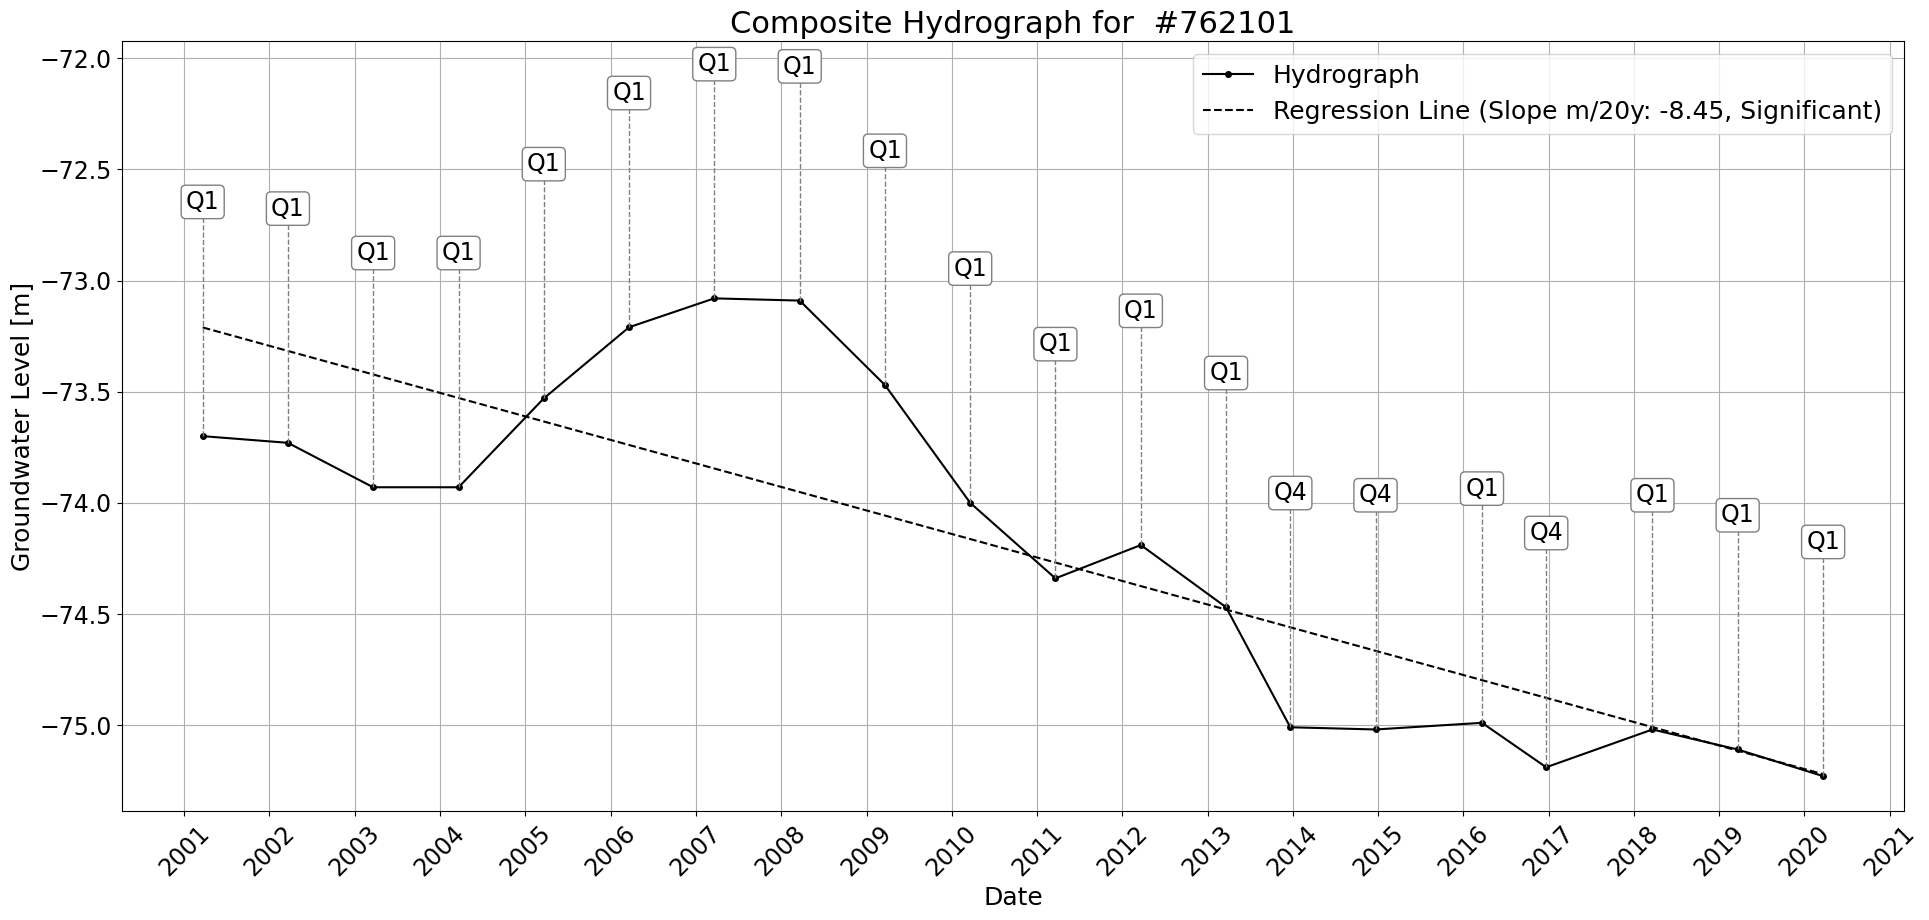 Composite Hydrograph for  #762101
Hydrograph
Regression Line (Slope m/20y: -8.45, Significant)
Groundwater Level [m]
−72.0
−72.5
−73.0
−73.5
−74.0
−74.5
−75.0
Q1
Q1
Q1
Q1
Q1
Q1
Q1
Q1
Q1
Q1
Q1
Q1
Q1
Q4
Q4
Q1
Q4
Q1
Q1
Q1
2001
2002
2003
2004
2005
2006
2007
2008
2009
2010
2011
2012
2013
2014
2015
2016
2017
2018
2019
2020
2021
Date